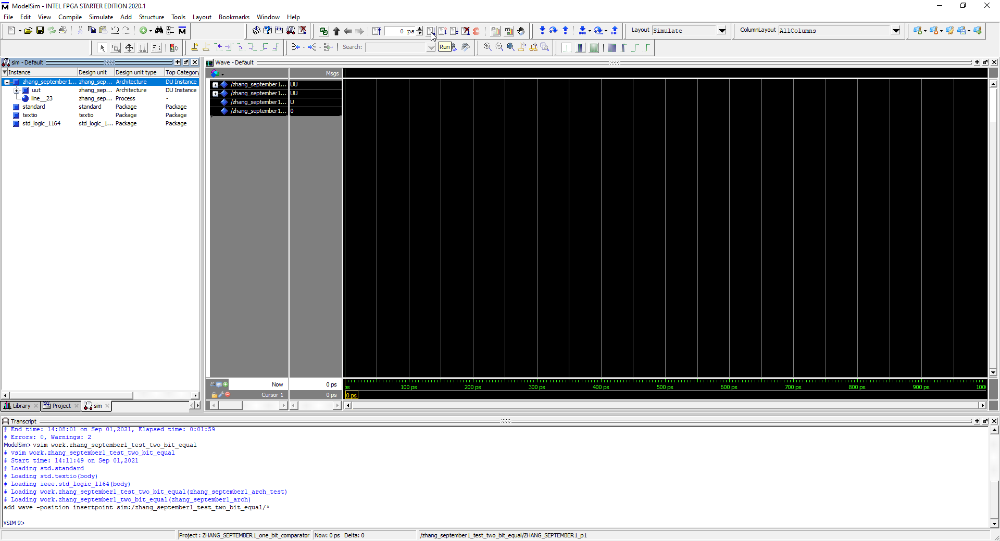 ModelSim - INTEL FPGA STARTER EDITION 2020.1
File Edit View Compile Simulate Add Structure Tools Layout Bookmarks Window Help
0 ps Layout Simulate ColumnLayout AllColumns
Search: Run
sim - Default
Instance Design unit Design unit type Top Category
zhang_september1... zhang_sep... Architecture DU Instance
uut zhang_sep... Architecture DU Instance
line__23 zhang_sep... Process -
standard standard Package Package
textio textio Package Package
std_logic_1164 std_logic_1... Package Package
Library Project sim
Wave - Default
Msgs
/zhang_september1... UU
/zhang_september1... UU
/zhang_september1... U
/zhang_september1... 0
Now 0 ps
ps 100 ps 200 ps 300 ps 400 ps 500 ps 600 ps 700 ps 800 ps 900 ps 1000
Cursor 1 0 ps 0 ps
Transcript
# End time: 14:08:01 on Sep 01,2021, Elapsed time: 0:01:59
# Errors: 0, Warnings: 2
ModelSim> vsim work.zhang_september1_test_two_bit_equal
# vsim work.zhang_september1_test_two_bit_equal
# Start time: 14:11:49 on Sep 01,2021
# Loading std.standard
# Loading std.textio(body)
# Loading ieee.std_logic_1164(body)
# Loading work.zhang_september1_test_two_bit_equal(zhang_september1_arch_test)
# Loading work.zhang_september1_two_bit_equal(zhang_september1_arch)
add wave -position insertpoint sim:/zhang_september1_test_two_bit_equal/*
VSIM 9>
Project : ZHANG_SEPTEMBER1_one_bit_comparator Now: 0 ps Delta: 0 /zhang_september1_test_two_bit_equal/ZHANG_SEPTEMBER1_p1